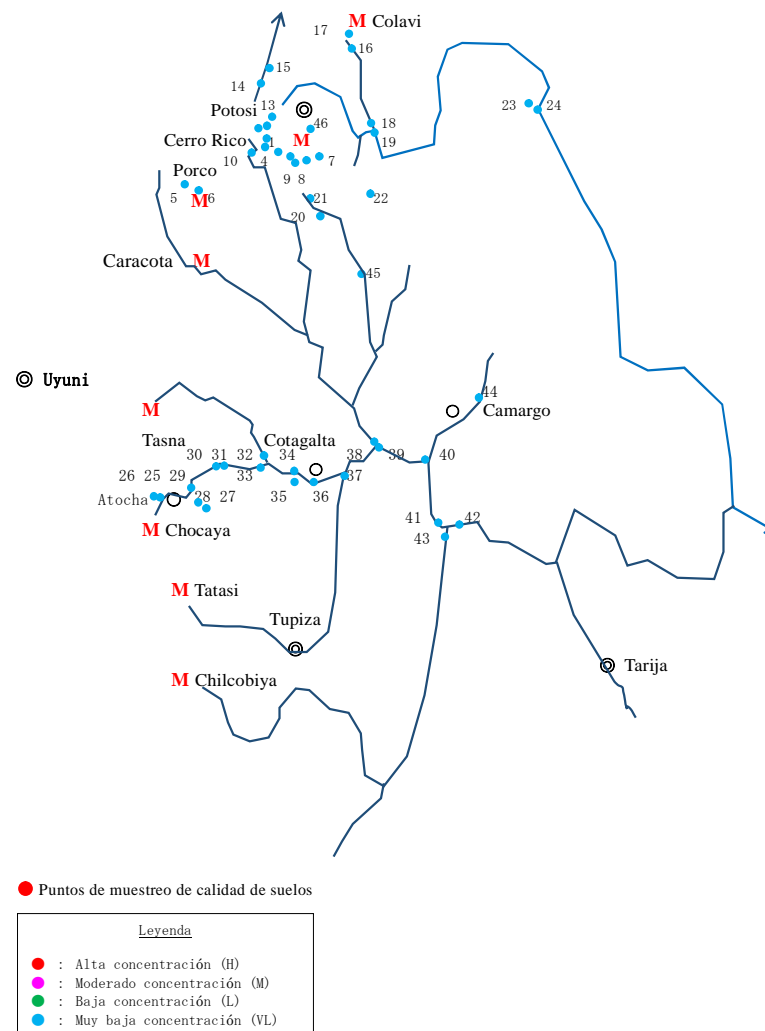 17 M Colavi
16
15
14
Potosi 13
46
23 24
18
19
Cerro Rico 1 M
10 4 7
9 8
Porco
5 6
M
21
22
20
Caracota M
45
Uyuni
M
44
Camargo
Tasna
Cotagalta
30 31 32 34 38 39 40
33
26 25 29
37
35 36
Atocha 28 27
M Chocaya
41 42
43
M Tatasi
Tupiza
Tarija
M Chilcobiya
Puntos de muestreo de calidad de suelos
Leyenda
: Alta concentración (H)
: Moderado concentración (M)
: Baja concentración (L)
: Muy baja concentración (VL)